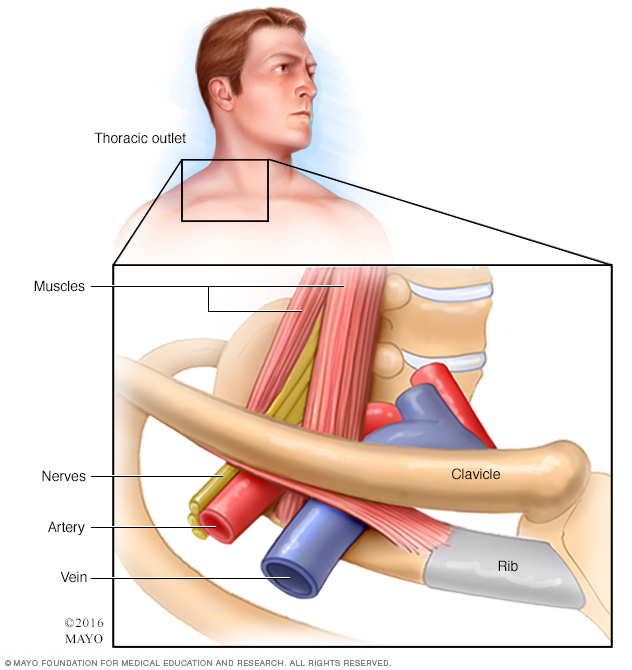 Thoracic outlet
Muscles
Clavicle
Nerves
Artery
Rib
Vein
©2016
MAYO
© MAYO FOUNDATION FOR MEDICAL EDUCATION AND RESEARCH. ALL RIGHTS RESERVED.